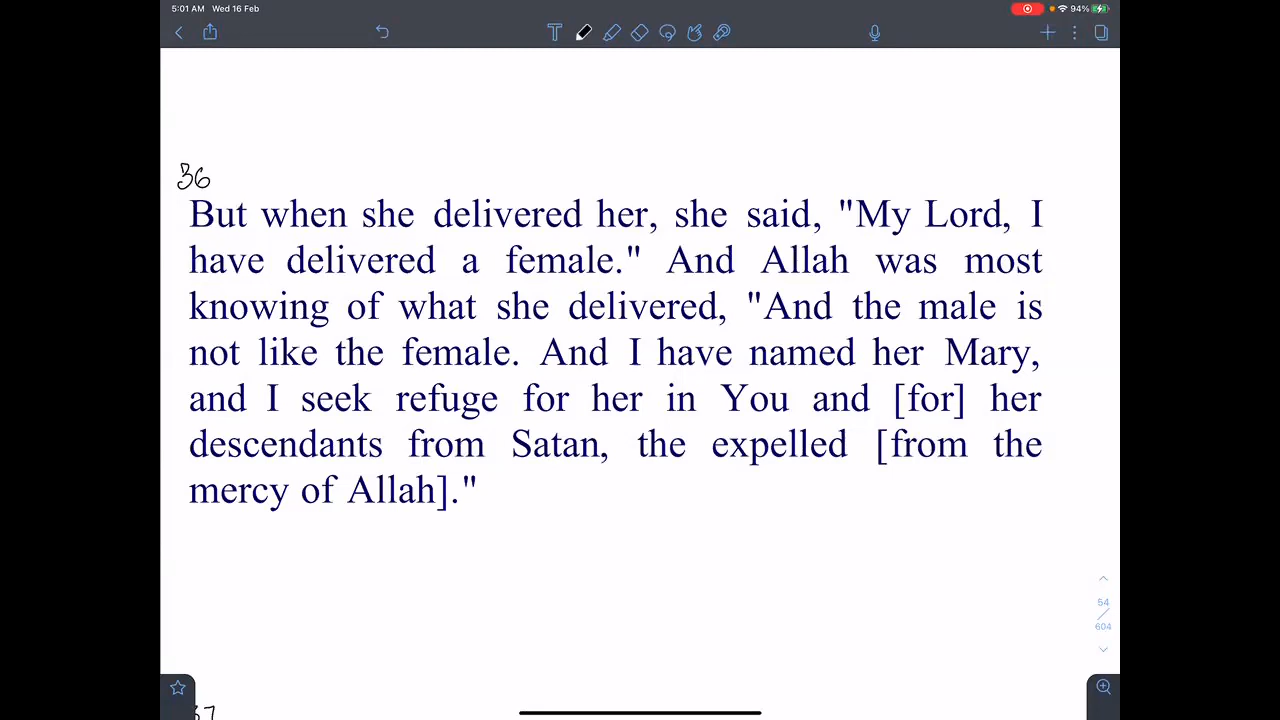 5:01 AM Wed 16 Feb
94%
T
36
But when she delivered her, she said, "My Lord, I
have delivered a female." And Allah was most
knowing of what she delivered, "And the male is
not like the female. And I have named her Mary,
and I seek refuge for her in You and [for] her
descendants from Satan, the expelled [from the
mercy of Allah]."
54
604
37